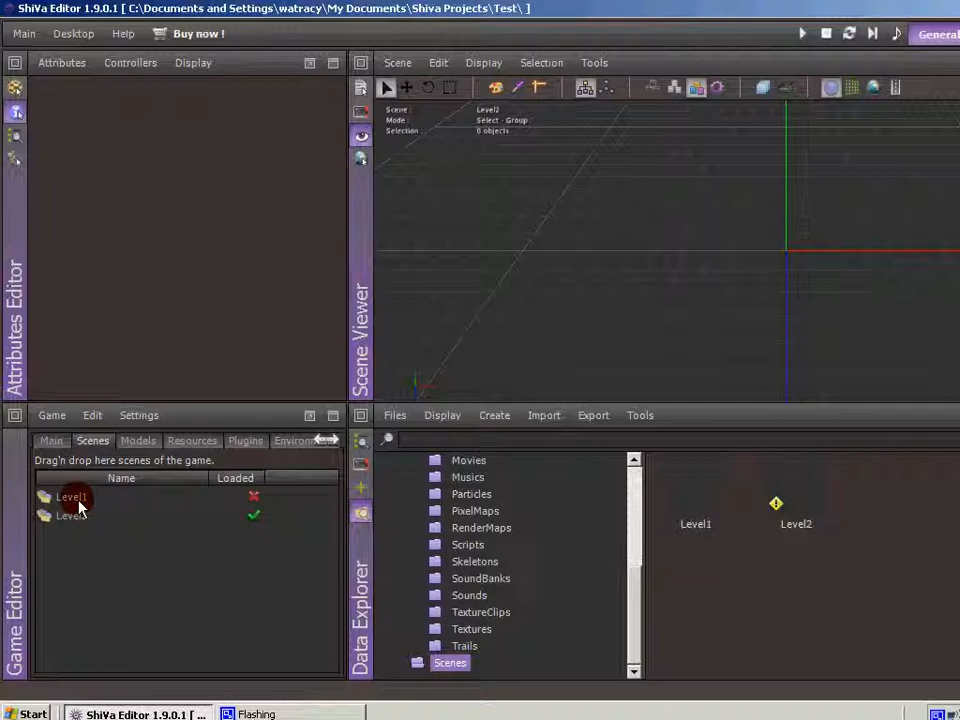 ShiVa Editor 1.9.0.1 [ C:\Documents and Settings\watracy\My Documents\Shiva Projects\Test\ ]
Main Desktop Help Buy now ! General
Attributes Controllers Display
Scene Edit Display Selection Tools
Scene : Level2
Mode : Select - Group
Selection : 0 objects
Attributes Editor
Scene Viewer
Game Edit Settings
Files Display Create Import Export Tools
Main Scenes Models Resources Plugins
Drag'n drop here scenes of the game.
Name Loaded
Level1
Game Editor
Data Explorer
Movies
Musics
Particles
PixelMaps
RenderMaps
Scripts
Skeletons
SoundBanks
Sounds
TextureClips
Textures
Trails
Scenes
Level1 Level2
Start ShiVa Editor 1.9.0.1 [ ... Flashing